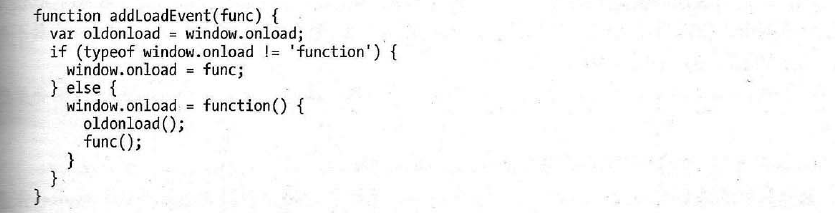 function addLoadEvent(func) {
  var oldonload = window.onload;
  if (typeof window.onload != 'function') {
    window.onload = func;
  } else {
    window.onload = function() {
      oldonload();
      func();
    }
  }
}